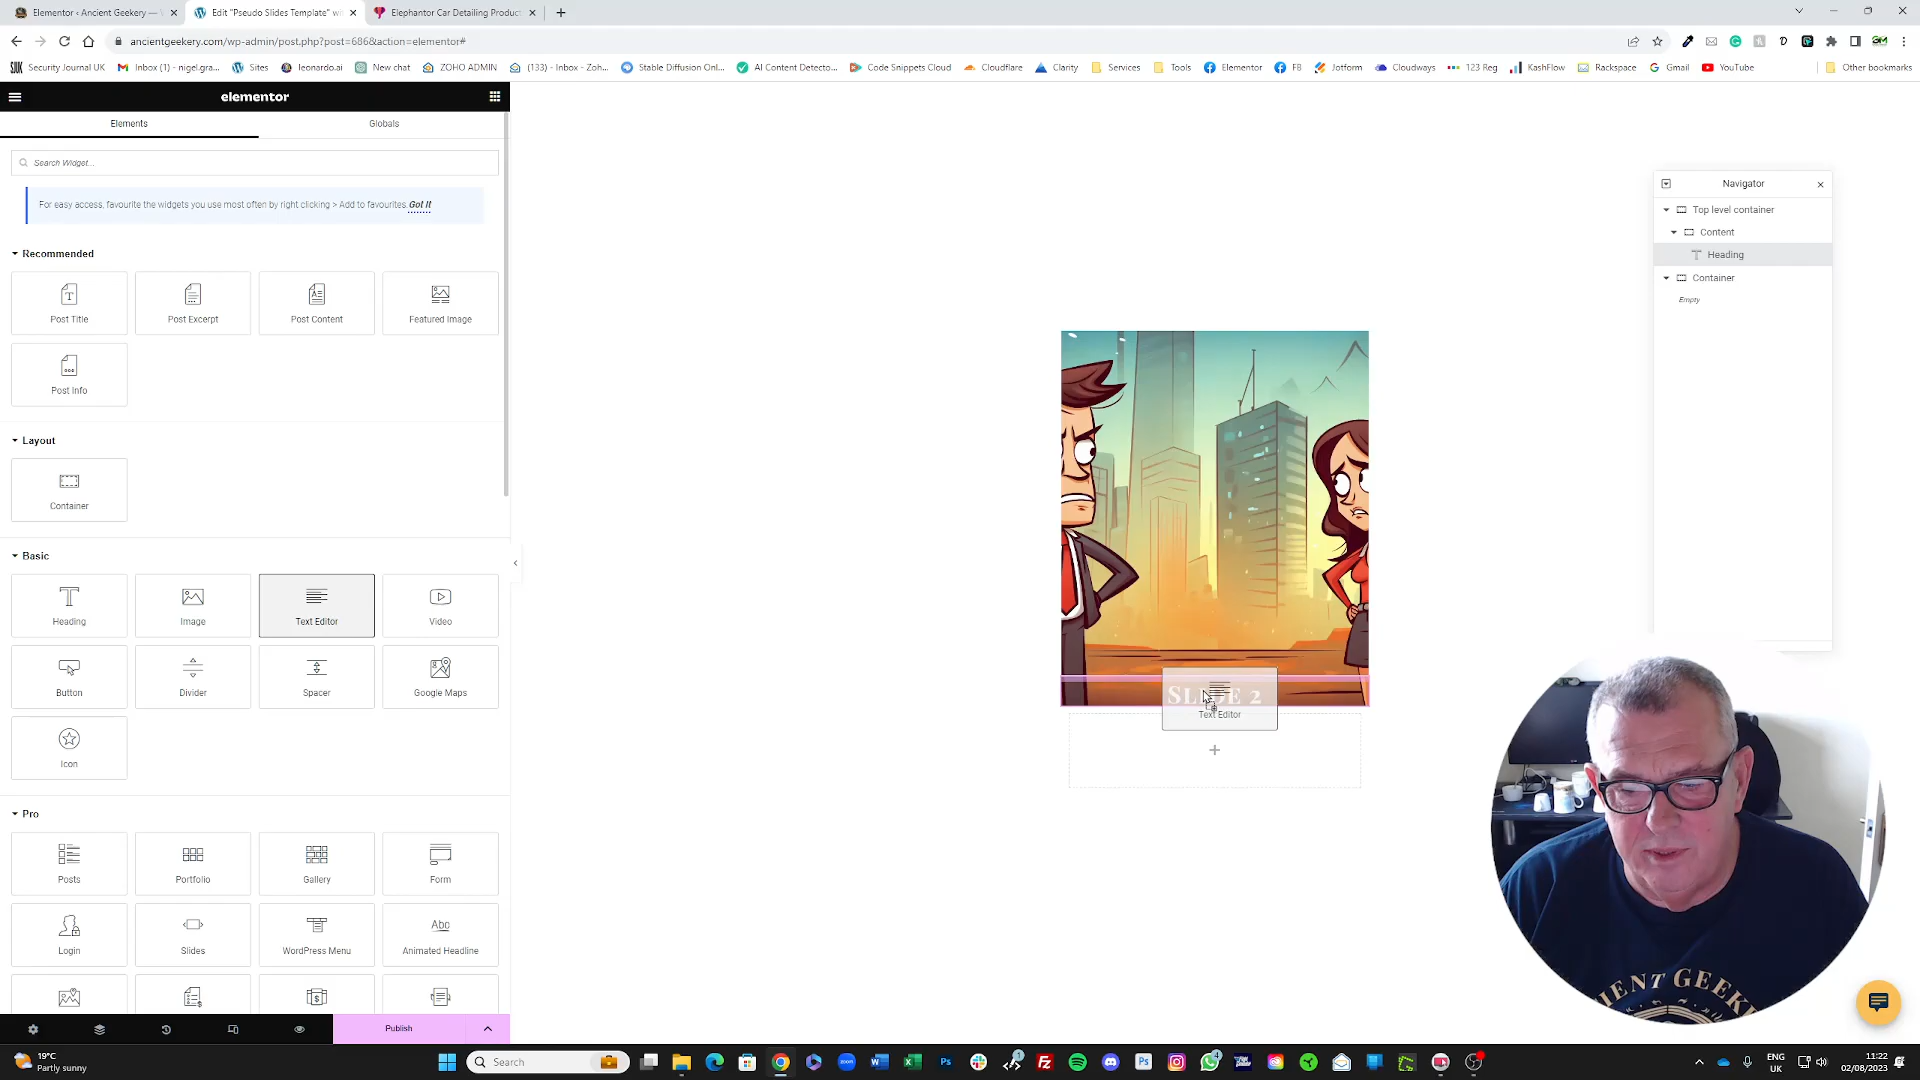 Elementor ‹ Ancient Geekery —
Edit "Pseudo Slides Template" wi
Elephantor Car Detailing Product
ancientgeekery.com/wp-admin/post.php?post=686&action=elementor#
Security Journal UK
Inbox (1) - nigel.gra...
Sites
leonardo.ai
New chat
ZOHO ADMIN
(133) - Inbox - Zoh...
Stable Diffusion Onl...
AI Content Detecto...
Code Snippets Cloud
Cloudflare
Clarity
Services
Tools
Elementor
FB
Jotform
Cloudways
123 Reg
KashFlow
Rackspace
Gmail
YouTube
Other bookmarks
elementor
Elements
Globals
Search Widget...
For easy access, favourite the widgets you use most often by right clicking > Add to favourites. Got It
Recommended
Post Title
Post Excerpt
Post Content
Featured Image
Post Info
Layout
Container
Basic
Heading
Image
Text Editor
Video
Button
Divider
Spacer
Google Maps
Icon
Pro
Posts
Portfolio
Gallery
Form
Login
Slides
WordPress Menu
Animated Headline
Publish
Slide 2
Text Editor
Navigator
Top level container
Content
Heading
Container
Empty
19°C
Partly sunny
Search
ENG
UK
11:22
02/08/2023